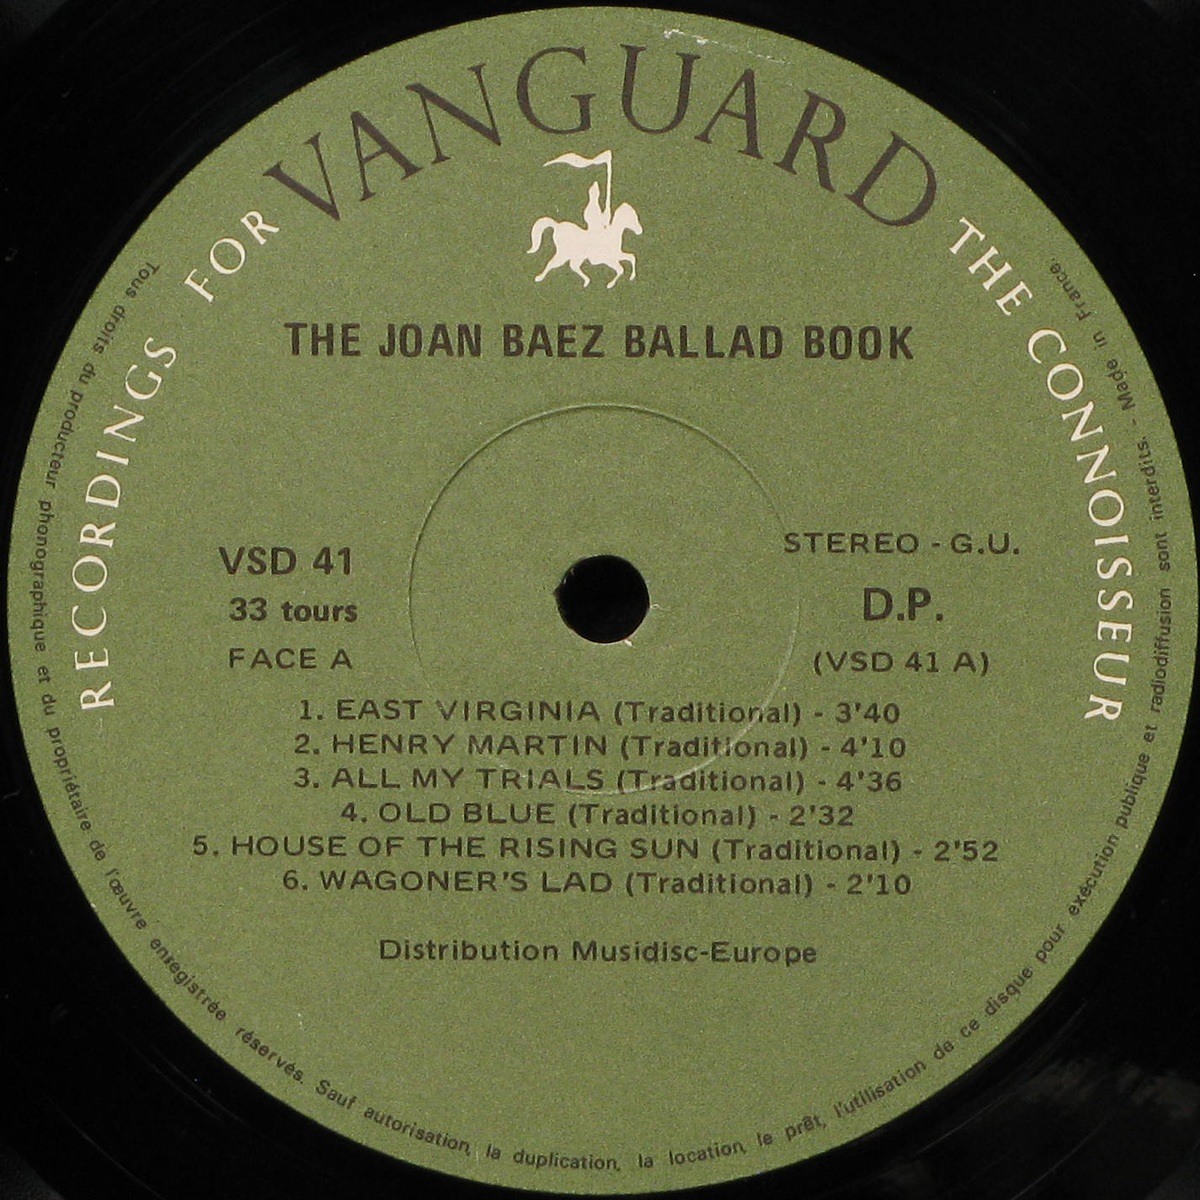 VANGUARD
RECORDINGS FOR THE CONNOISSEUR
THE JOAN BAEZ BALLAD BOOK
VSD 41
33 tours
FACE A
STEREO - G.U.
D.P.
(VSD 41 A)
1. EAST VIRGINIA (Traditional) - 3'40
2. HENRY MARTIN (Traditional) - 4'10
3. ALL MY TRIALS (Traditional) - 4'36
4. OLD BLUE (Traditional) - 2'32
5. HOUSE OF THE RISING SUN (Traditional) - 2'52
6. WAGONER'S LAD (Traditional) - 2'10
Distribution Musidisc-Europe
Tous droits du producteur phonographique et du propriétaire de l'œuvre enregistrée réservés. Sauf autorisation, la duplication, la location, le prêt, l'utilisation de ce disque pour exécution publique et radiodiffusion sont interdits. - Made in France.